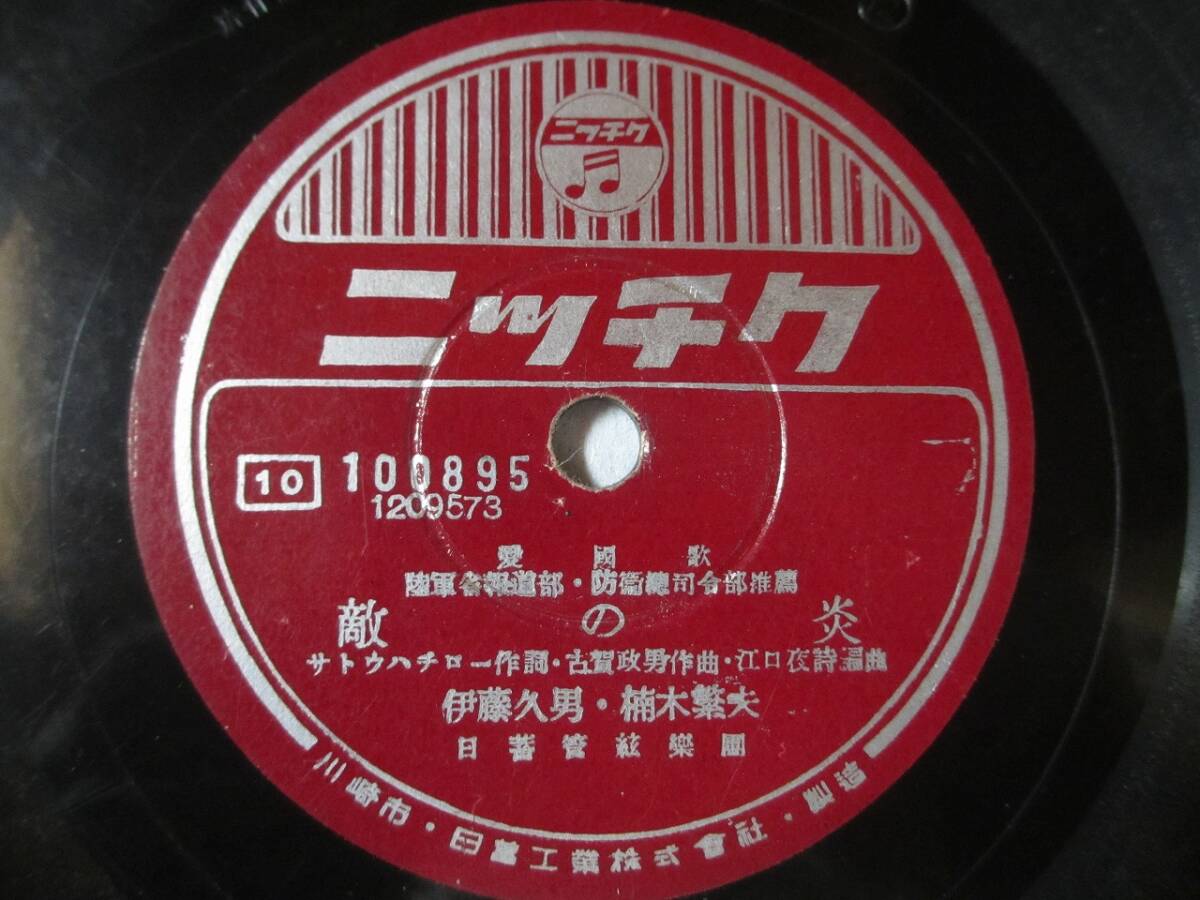 ニッチク
ニッチク
10 100895
1209573
愛國歌
陸軍省報道部・防衞總司令部推薦
敵の炎
サトウハチロー作詞・古賀政男作曲・江口夜詩編曲
伊藤久男・楠木繁夫
日蓄管絃樂團
川崎市・日蓄工業株式會社・製造